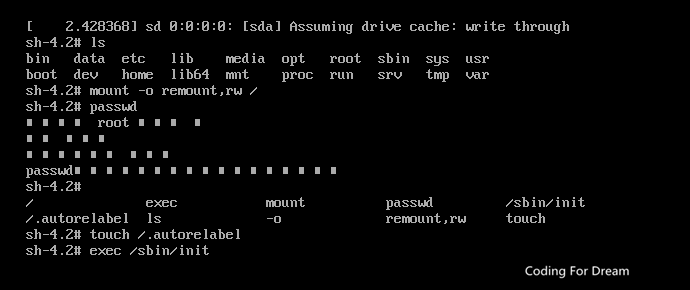 [    2.428368] sd 0:0:0:0: [sda] Assuming drive cache: write through
sh-4.2# ls
bin   data  etc   lib    media  opt   root  sbin  sys  usr
boot  dev   home  lib64  mnt    proc  run   srv   tmp  var
sh-4.2# mount -o remount,rw /
sh-4.2# passwd
■ ■ ■ ■  root ■ ■ ■  ■
■ ■  ■ ■ ■
■ ■ ■ ■ ■ ■  ■ ■ ■
passwd■ ■ ■ ■ ■ ■ ■ ■ ■ ■ ■ ■ ■ ■ ■ ■ ■
sh-4.2#
/              exec           mount          passwd         /sbin/init
/.autorelabel  ls             -o             remount,rw     touch
sh-4.2# touch /.autorelabel
sh-4.2# exec /sbin/init
Coding For Dream